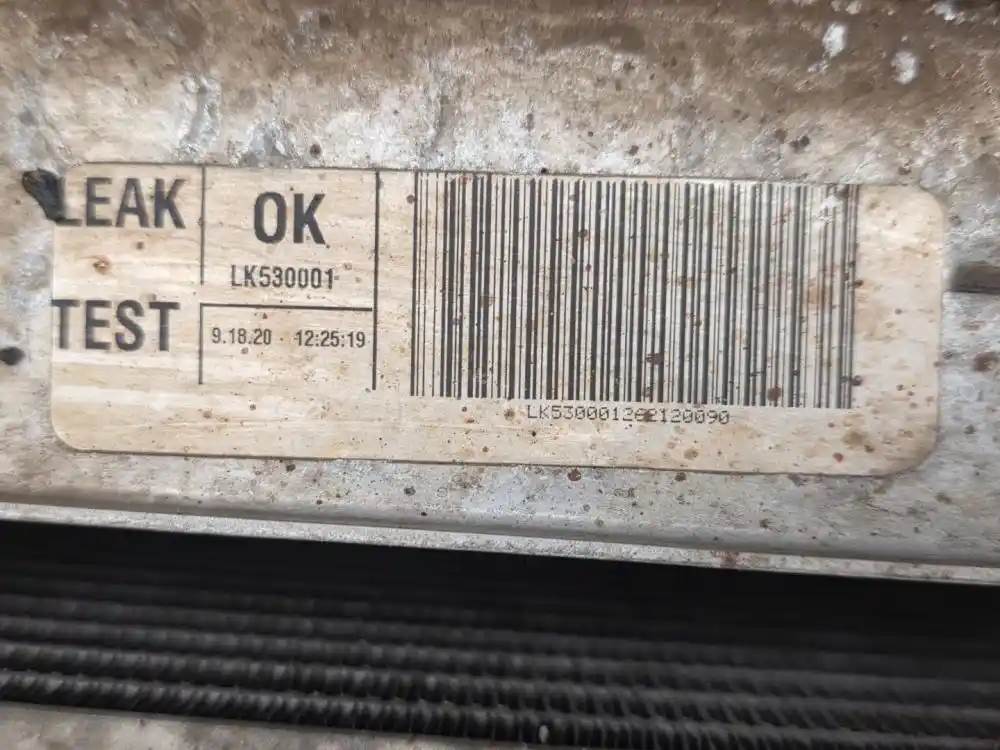 LEAK
TEST
OK
LK530001
9.18.20 · 12:25:19
LK530001262120090